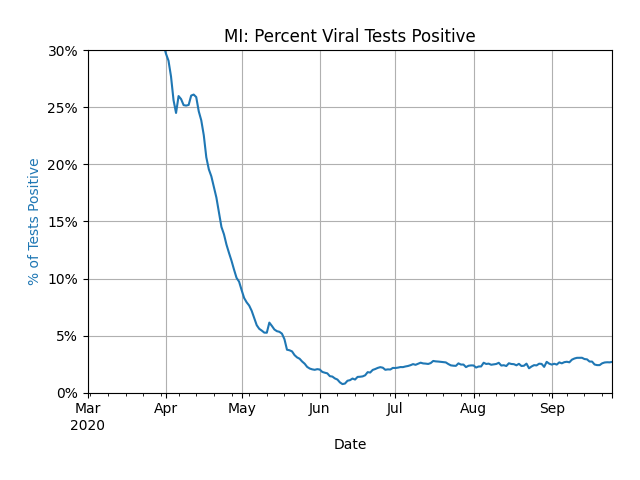 MI: Percent Viral Tests Positive
30%
25%
20%
15%
10%
5%
0%
% of Tests Positive
Mar Apr May Jun Jul Aug Sep
2020
Date